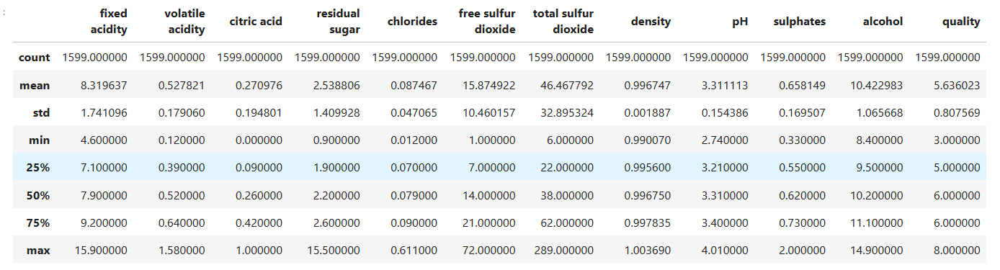 :
fixed acidity volatile acidity citric acid residual sugar chlorides free sulfur dioxide total sulfur dioxide density pH sulphates alcohol quality
count 1599.000000 1599.000000 1599.000000 1599.000000 1599.000000 1599.000000 1599.000000 1599.000000 1599.000000 1599.000000 1599.000000 1599.000000
mean 8.319637 0.527821 0.270976 2.538806 0.087467 15.874922 46.467792 0.996747 3.311113 0.658149 10.422983 5.636023
std 1.741096 0.179060 0.194801 1.409928 0.047065 10.460157 32.895324 0.001887 0.154386 0.169507 1.065668 0.807569
min 4.600000 0.120000 0.000000 0.900000 0.012000 1.000000 6.000000 0.990070 2.740000 0.330000 8.400000 3.000000
25% 7.100000 0.390000 0.090000 1.900000 0.070000 7.000000 22.000000 0.995600 3.210000 0.550000 9.500000 5.000000
50% 7.900000 0.520000 0.260000 2.200000 0.079000 14.000000 38.000000 0.996750 3.310000 0.620000 10.200000 6.000000
75% 9.200000 0.640000 0.420000 2.600000 0.090000 21.000000 62.000000 0.997835 3.400000 0.730000 11.100000 6.000000
max 15.900000 1.580000 1.000000 15.500000 0.611000 72.000000 289.000000 1.003690 4.010000 2.000000 14.900000 8.000000